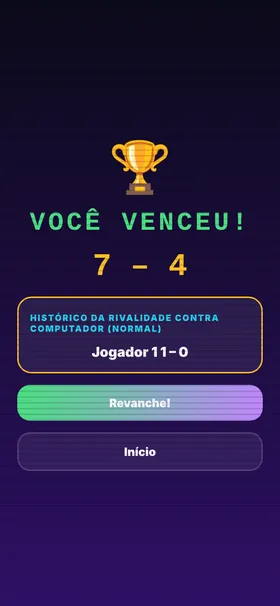 VOCÊ VENCEU!
7 – 4
HISTÓRICO DA RIVALIDADE CONTRA
COMPUTADOR (NORMAL)
Jogador 11–0
Revanche!
Início